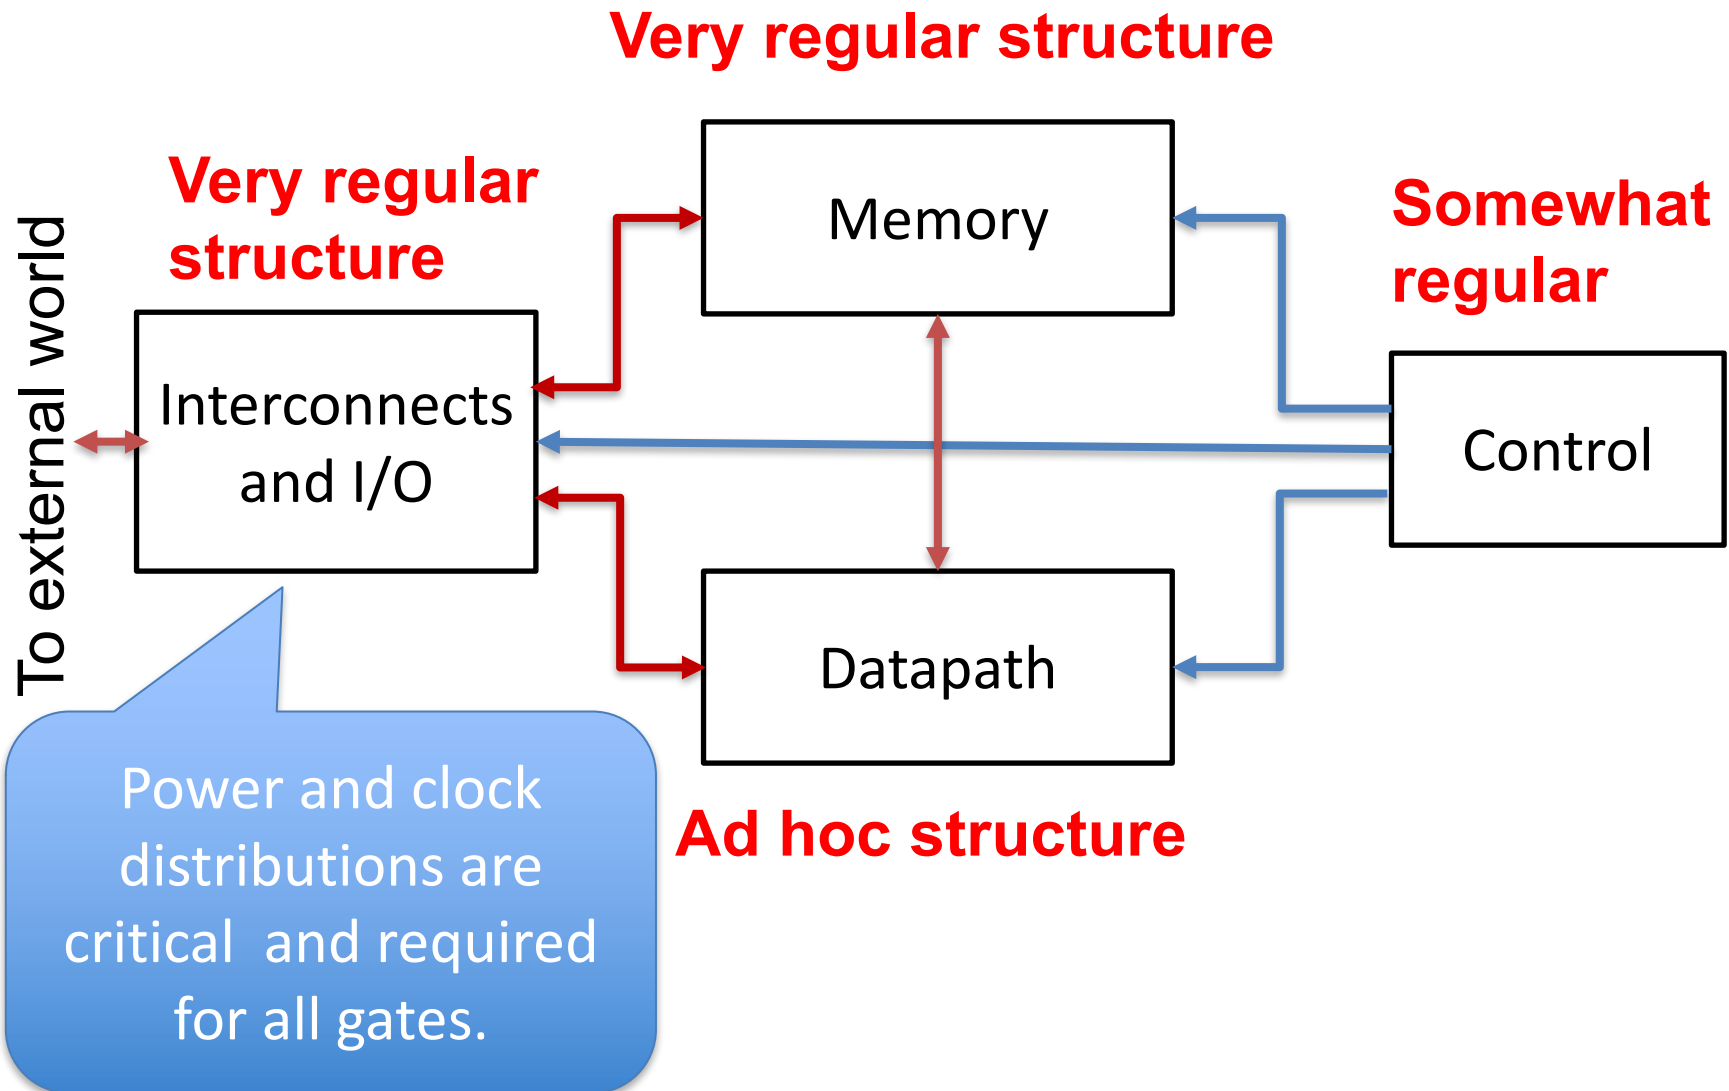 Very regular structure
Very regular
structure
Memory
Somewhat
regular
To external world
Interconnects
and I/O
Control
Datapath
Ad hoc structure
Power and clock
distributions are
critical  and required
for all gates.